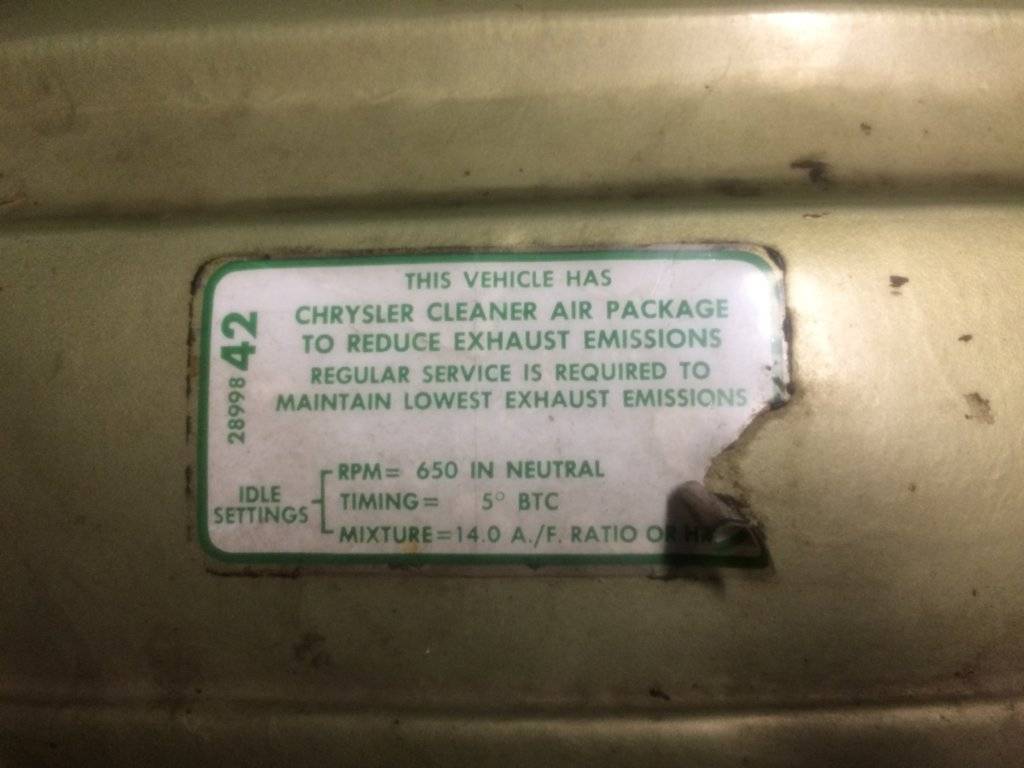 THIS VEHICLE HAS
CHRYSLER CLEANER AIR PACKAGE
TO REDUCE EXHAUST EMISSIONS
REGULAR SERVICE IS REQUIRED TO
MAINTAIN LOWEST EXHAUST EMISSIONS
2899842
IDLE
SETTINGS
RPM= 650 IN NEUTRAL
TIMING= 5° BTC
MIXTURE=14.0 A./F. RATIO OR